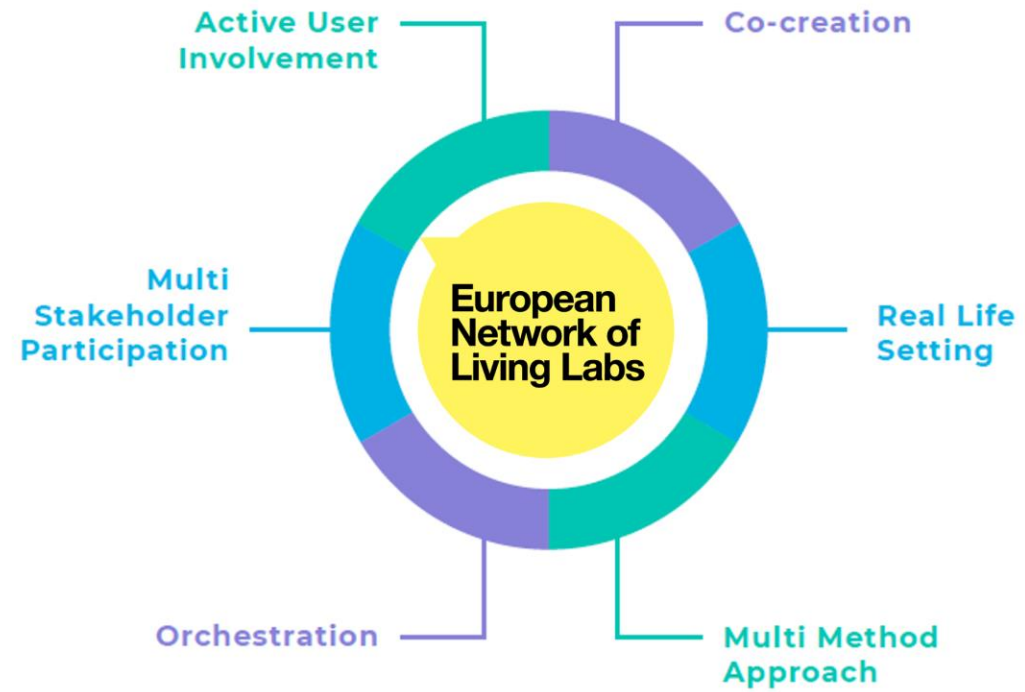 Active User
Involvement
Co-creation
Multi
Stakeholder
Participation
European
Network of
Living Labs
Real Life
Setting
Orchestration
Multi Method
Approach